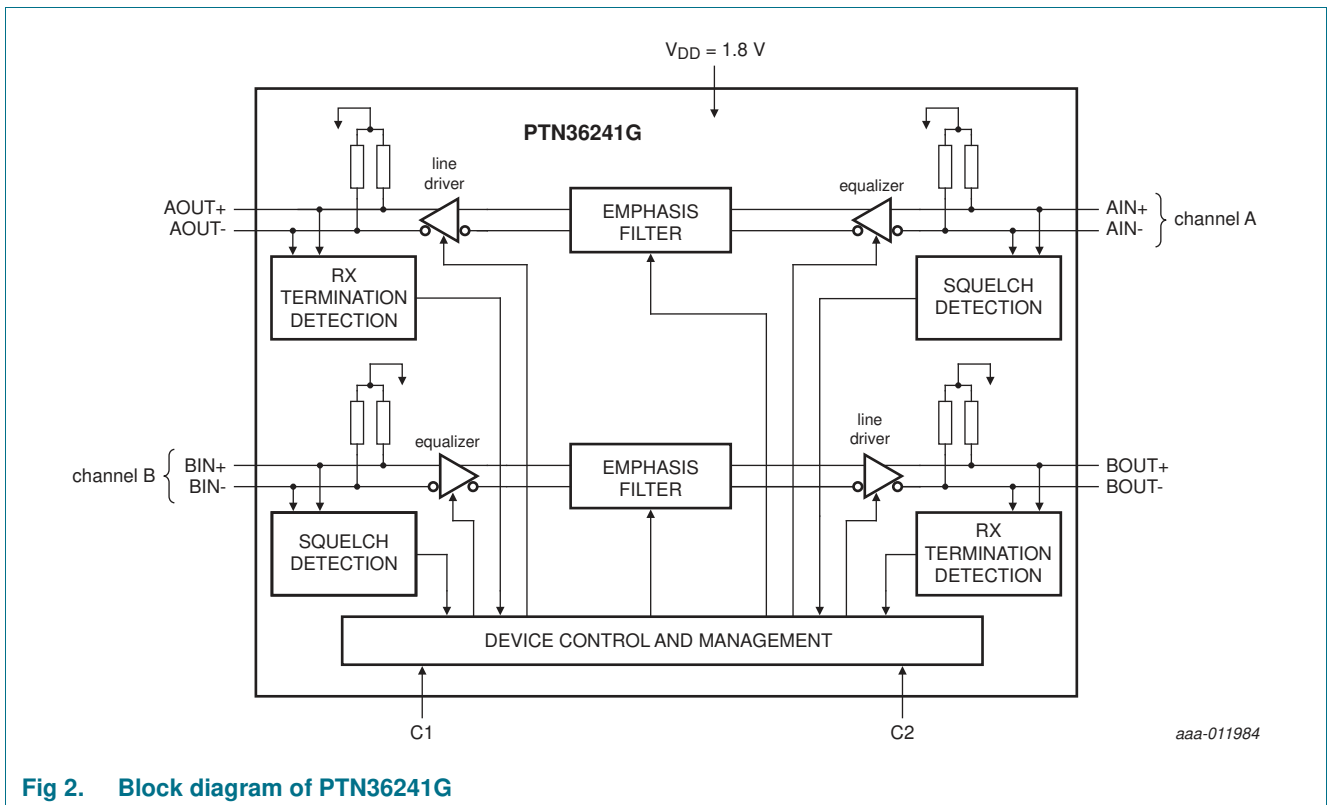 VDD = 1.8 V
PTN36241G
line
driver
equalizer
AOUT+
AOUT-
EMPHASIS
FILTER
AIN+
AIN-
channel A
RX
TERMINATION
DETECTION
SQUELCH
DETECTION
equalizer
line
driver
channel B
BIN+
BIN-
EMPHASIS
FILTER
BOUT+
BOUT-
SQUELCH
DETECTION
RX
TERMINATION
DETECTION
DEVICE CONTROL AND MANAGEMENT
C1
C2
aaa-011984
Fig 2. Block diagram of PTN36241G